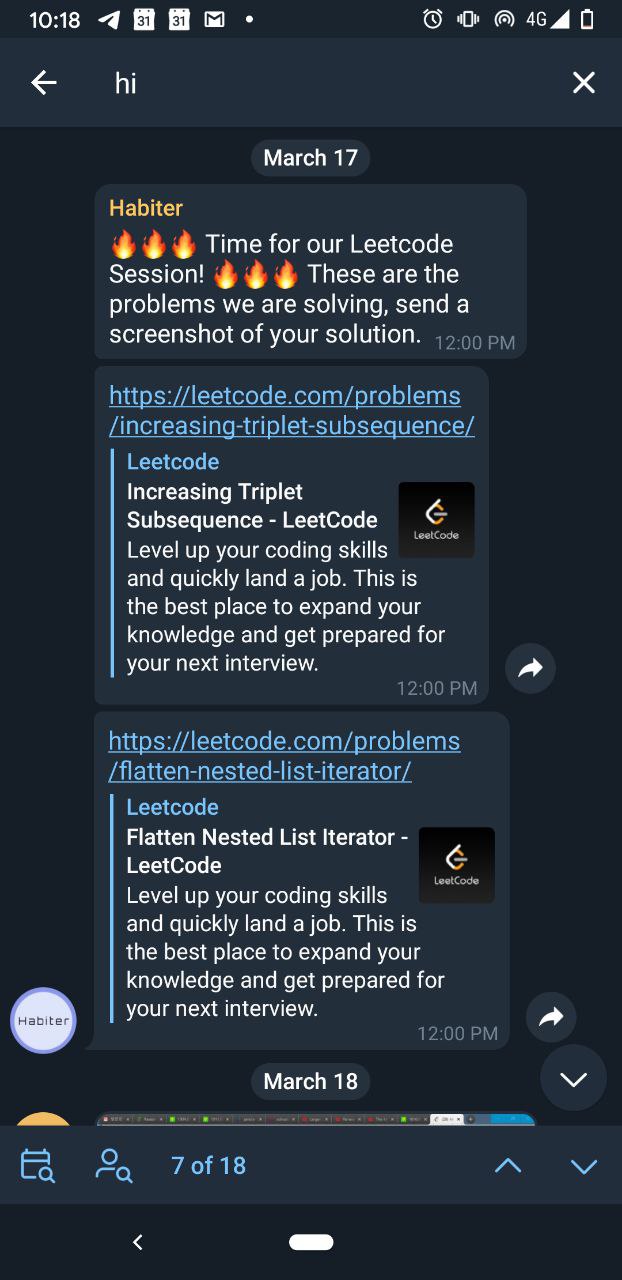 10:18
31
31
4G
hi
March 17
Habiter
🔥🔥🔥 Time for our Leetcode
Session! 🔥🔥🔥 These are the
problems we are solving, send a
screenshot of your solution. 12:00 PM
https://leetcode.com/problems
/increasing-triplet-subsequence/
Leetcode
Increasing Triplet
Subsequence - LeetCode
LeetCode
Level up your coding skills
and quickly land a job. This is
the best place to expand your
knowledge and get prepared for
your next interview.
12:00 PM
https://leetcode.com/problems
/flatten-nested-list-iterator/
Leetcode
Flatten Nested List Iterator -
LeetCode
LeetCode
Level up your coding skills
and quickly land a job. This is
the best place to expand your
knowledge and get prepared for
your next interview.
12:00 PM
Habiter
March 18
7 of 18